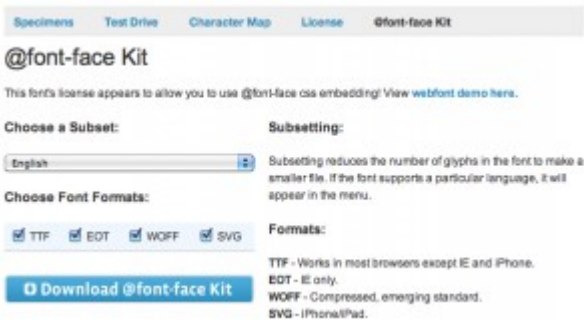 Specimens Test Drive Character Map License @font-face Kit
@font-face Kit
This font's license appears to allow you to use @font-face css embedding! View webfont demo here.
Choose a Subset:
English
Choose Font Formats:
TTF EOT WOFF SVG
Download @font-face Kit
Subsetting:
Subsetting reduces the number of glyphs in the font to make a
smaller file. If the font supports a particular language, it will
appear in the menu.
Formats:
TTF - Works in most browsers except IE and iPhone.
EOT - IE only.
WOFF - Compressed, emerging standard.
SVG - iPhone/iPad.